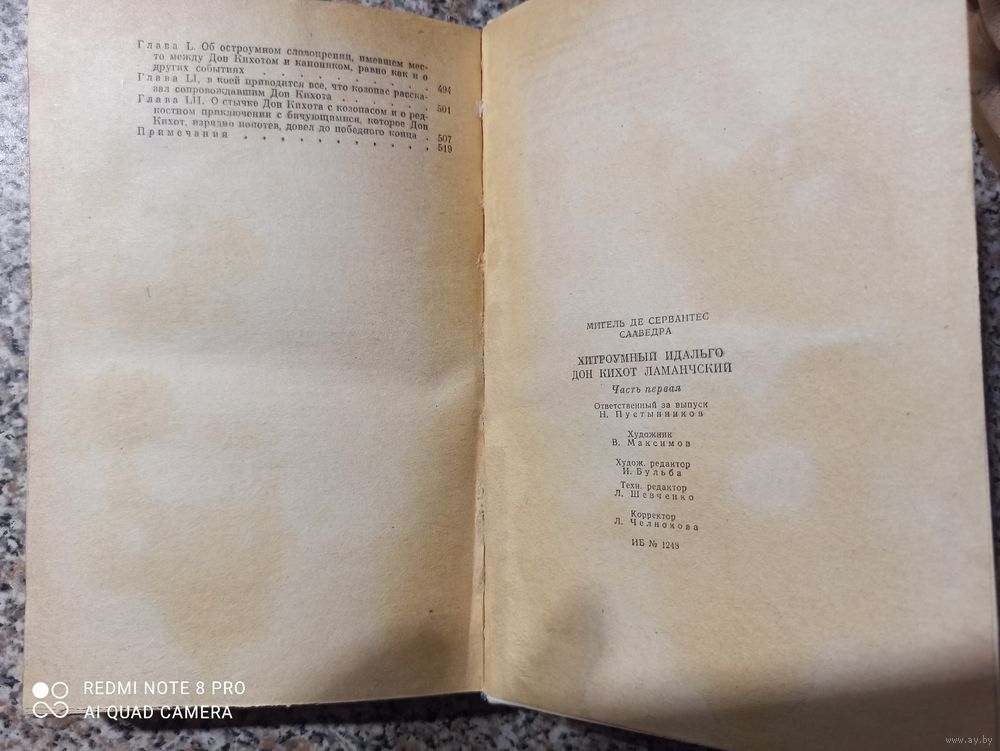 Глава L. Об остроумном словопрении, имевшем мес-
то между Дон Кихотом и каноником, равно как и о
других событиях . . . . . . . . . . 494
Глава LI, в коей приводится все, что козопас расска-
зал сопровождавшим Дон Кихота . . . . . . 501
Глава LII. О стычке Дон Кихота с козопасом и о ред-
костном приключении с бичующимися, которое Дон
Кихот, изрядно попотев, довел до победного конца . 507
Примечания . . . . . . . . . . . 519
МИГЕЛЬ ДЕ СЕРВАНТЕС
СААВЕДРА
ХИТРОУМНЫЙ ИДАЛЬГО
ДОН КИХОТ ЛАМАНЧСКИЙ
Часть первая
Ответственный за выпуск
Н. Пустынников
Художник
В. Максимов
Худож. редактор
И. Бульба
Техн. редактор
Л. Шевченко
Корректор
Л. Челнокова
ИБ № 1248
REDMI NOTE 8 PRO
AI QUAD CAMERA
www.ay.by